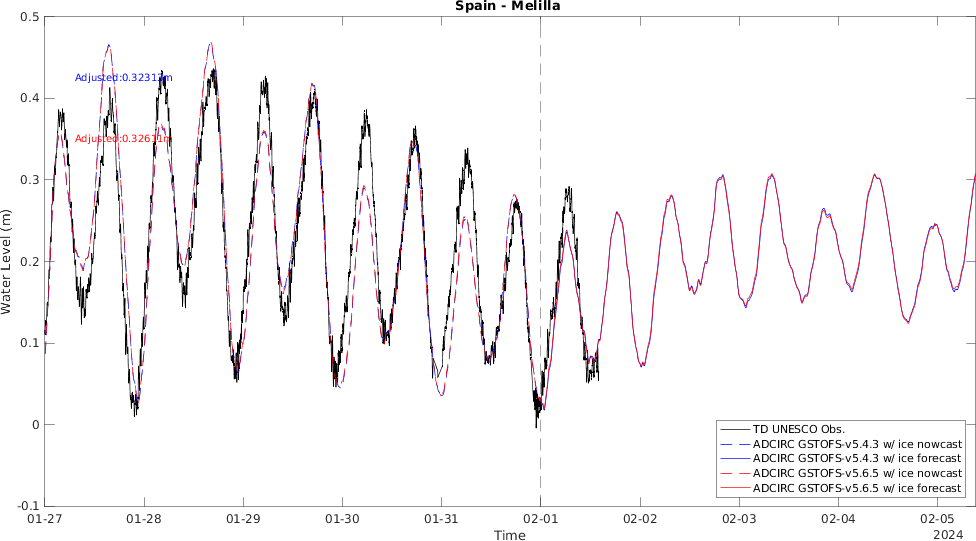 Spain - Melilla
0.5
0.4
0.3
0.2
0.1
0
-0.1
Water Level (m)
Adjusted:0.32312m
Adjusted:0.32671m
TD UNESCO Obs.
ADCIRC GSTOFS-v5.4.3 w/ ice nowcast
ADCIRC GSTOFS-v5.4.3 w/ ice forecast
ADCIRC GSTOFS-v5.6.5 w/ ice nowcast
ADCIRC GSTOFS-v5.6.5 w/ ice forecast
01-27 01-28 01-29 01-30 01-31 02-01 02-02 02-03 02-04 02-05
Time
2024